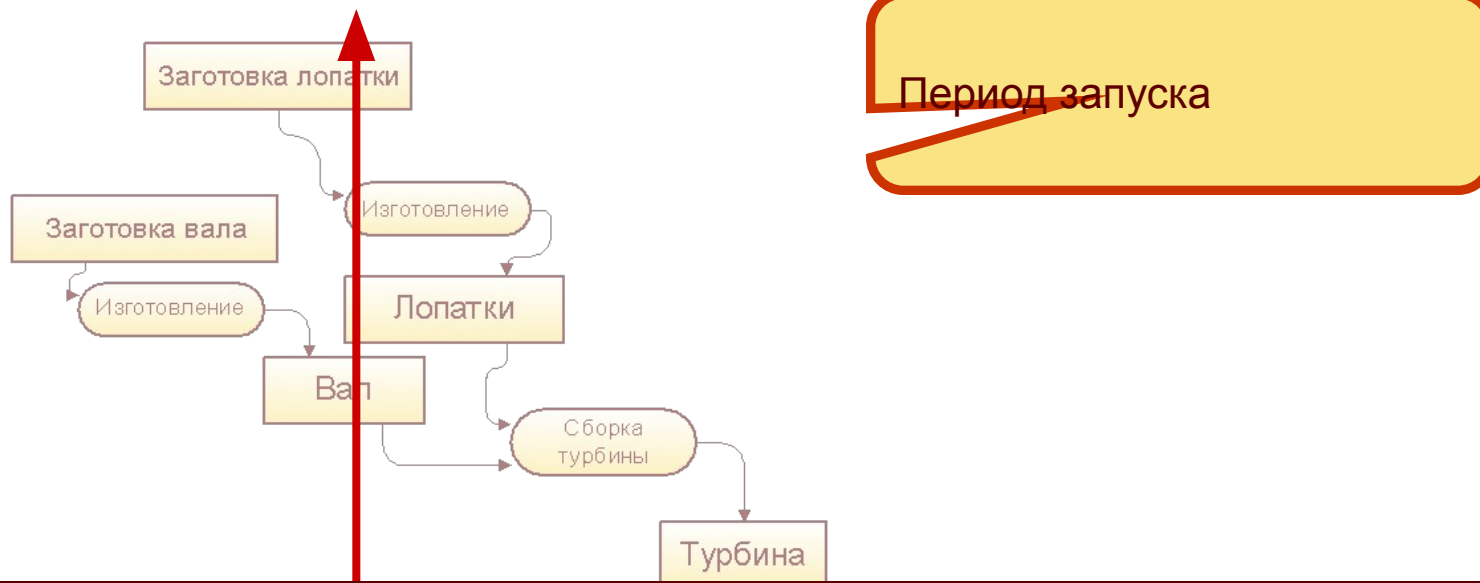 Период запуска
Заготовка лопатки
Изготовление
Заготовка вала
Изготовление
Лопатки
Вал
Сборка
турбины
Турбина